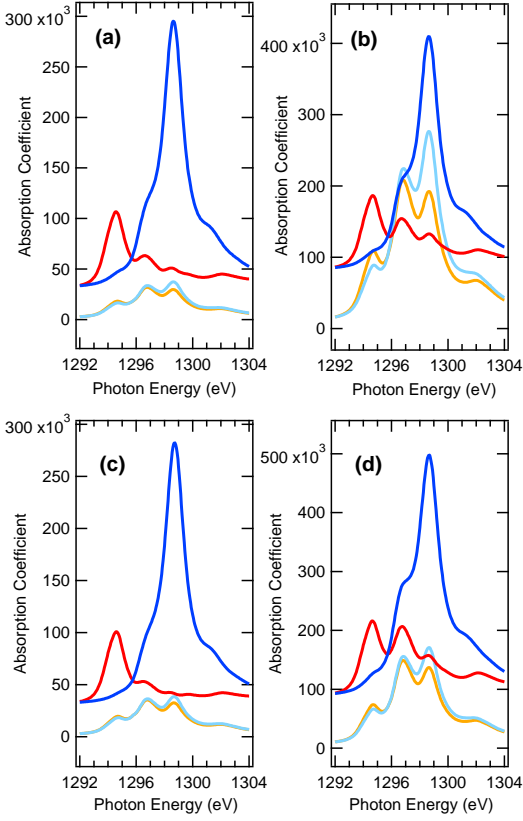 300 x10³
(a)
250
200
150
100
50
0
Absorption Coefficient
1292
1296
1300
1304
Photon Energy (eV)
400 x10³
(b)
300
200
100
0
Absorption Coefficient
1292
1296
1300
1304
Photon Energy (eV)
300 x10³
(c)
250
200
150
100
50
0
Absorption Coefficient
1292
1296
1300
1304
Photon Energy (eV)
500 x10³
(d)
400
300
200
100
0
Absorption Coefficient
1292
1296
1300
1304
Photon Energy (eV)